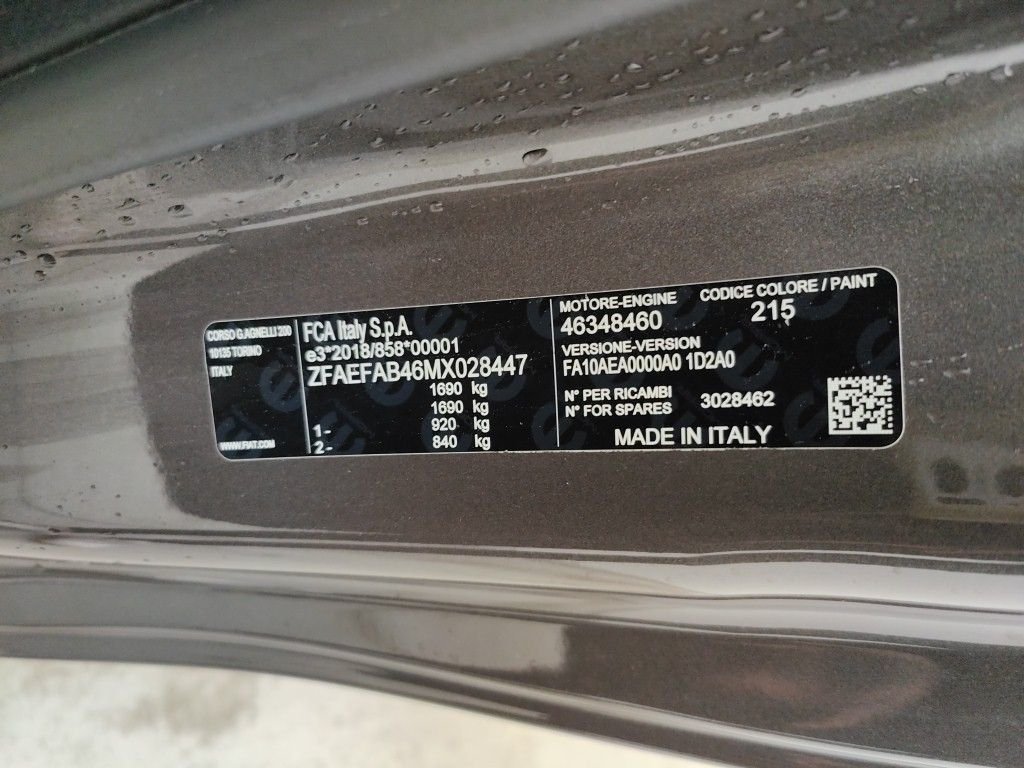 CORSO G.AGNELLI 200
10135 TORINO
ITALY
WWW.FIAT.COM
FCA Italy S.p.A.
e3*2018/858*00001
ZFAEFAB46MX028447
1690 kg
1690 kg
1- 920 kg
2- 840 kg
MOTORE-ENGINE
46348460
CODICE COLORE / PAINT
215
VERSIONE-VERSION
FA10AEA0000A0 1D2A0
N° PER RICAMBI
N° FOR SPARES
3028462
MADE IN ITALY